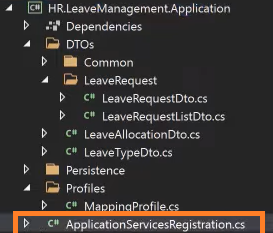 HR.LeaveManagement.Application
Dependencies
DTOs
Common
LeaveRequest
LeaveRequestDto.cs
LeaveRequestListDto.cs
LeaveAllocationDto.cs
LeaveTypeDto.cs
Persistence
Profiles
MappingProfile.cs
ApplicationServicesRegistration.cs